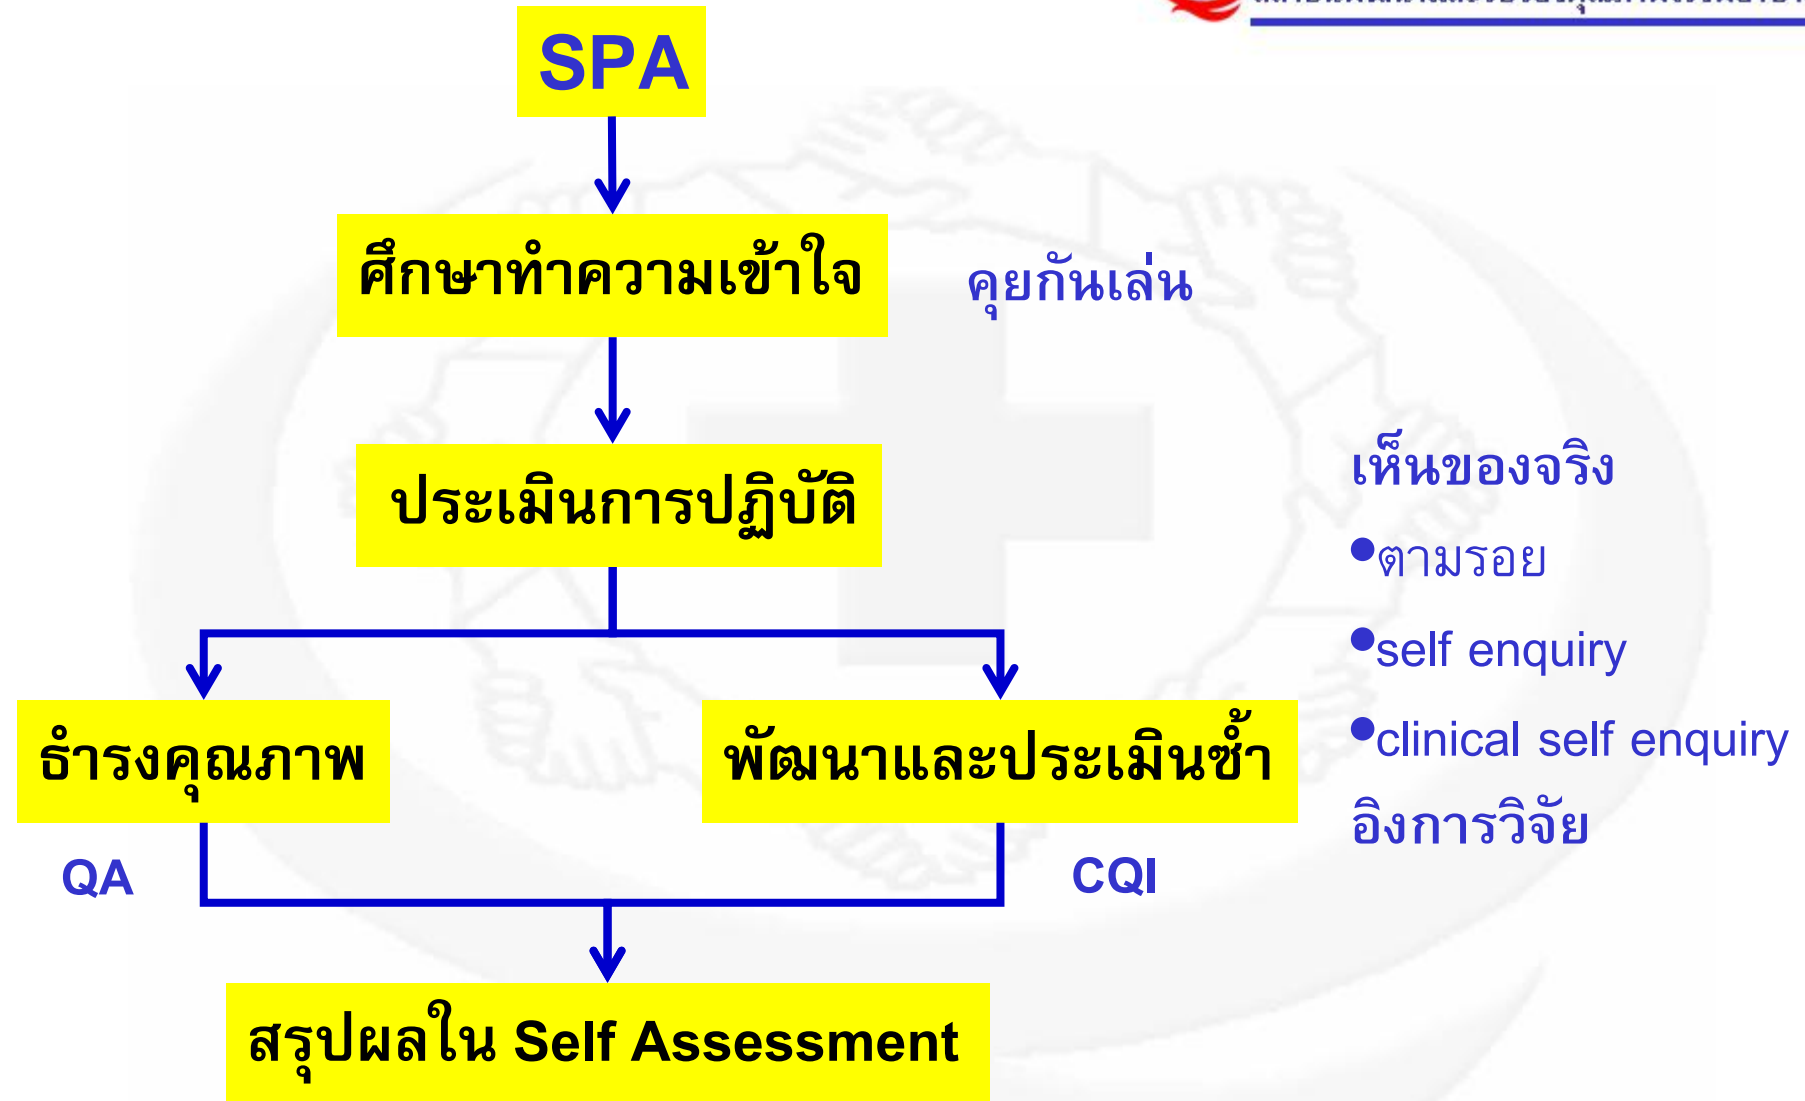 SPA
ศึกษาทำความเข้าใจ
คุยกันเล่น
ประเมินการปฏิบัติ
เห็นของจริง
•ตามรอย
•self enquiry
•clinical self enquiry
อิงการวิจัย
ธำรงคุณภาพ
พัฒนาและประเมินซ้ำ
QA
CQI
สรุปผลใน Self Assessment